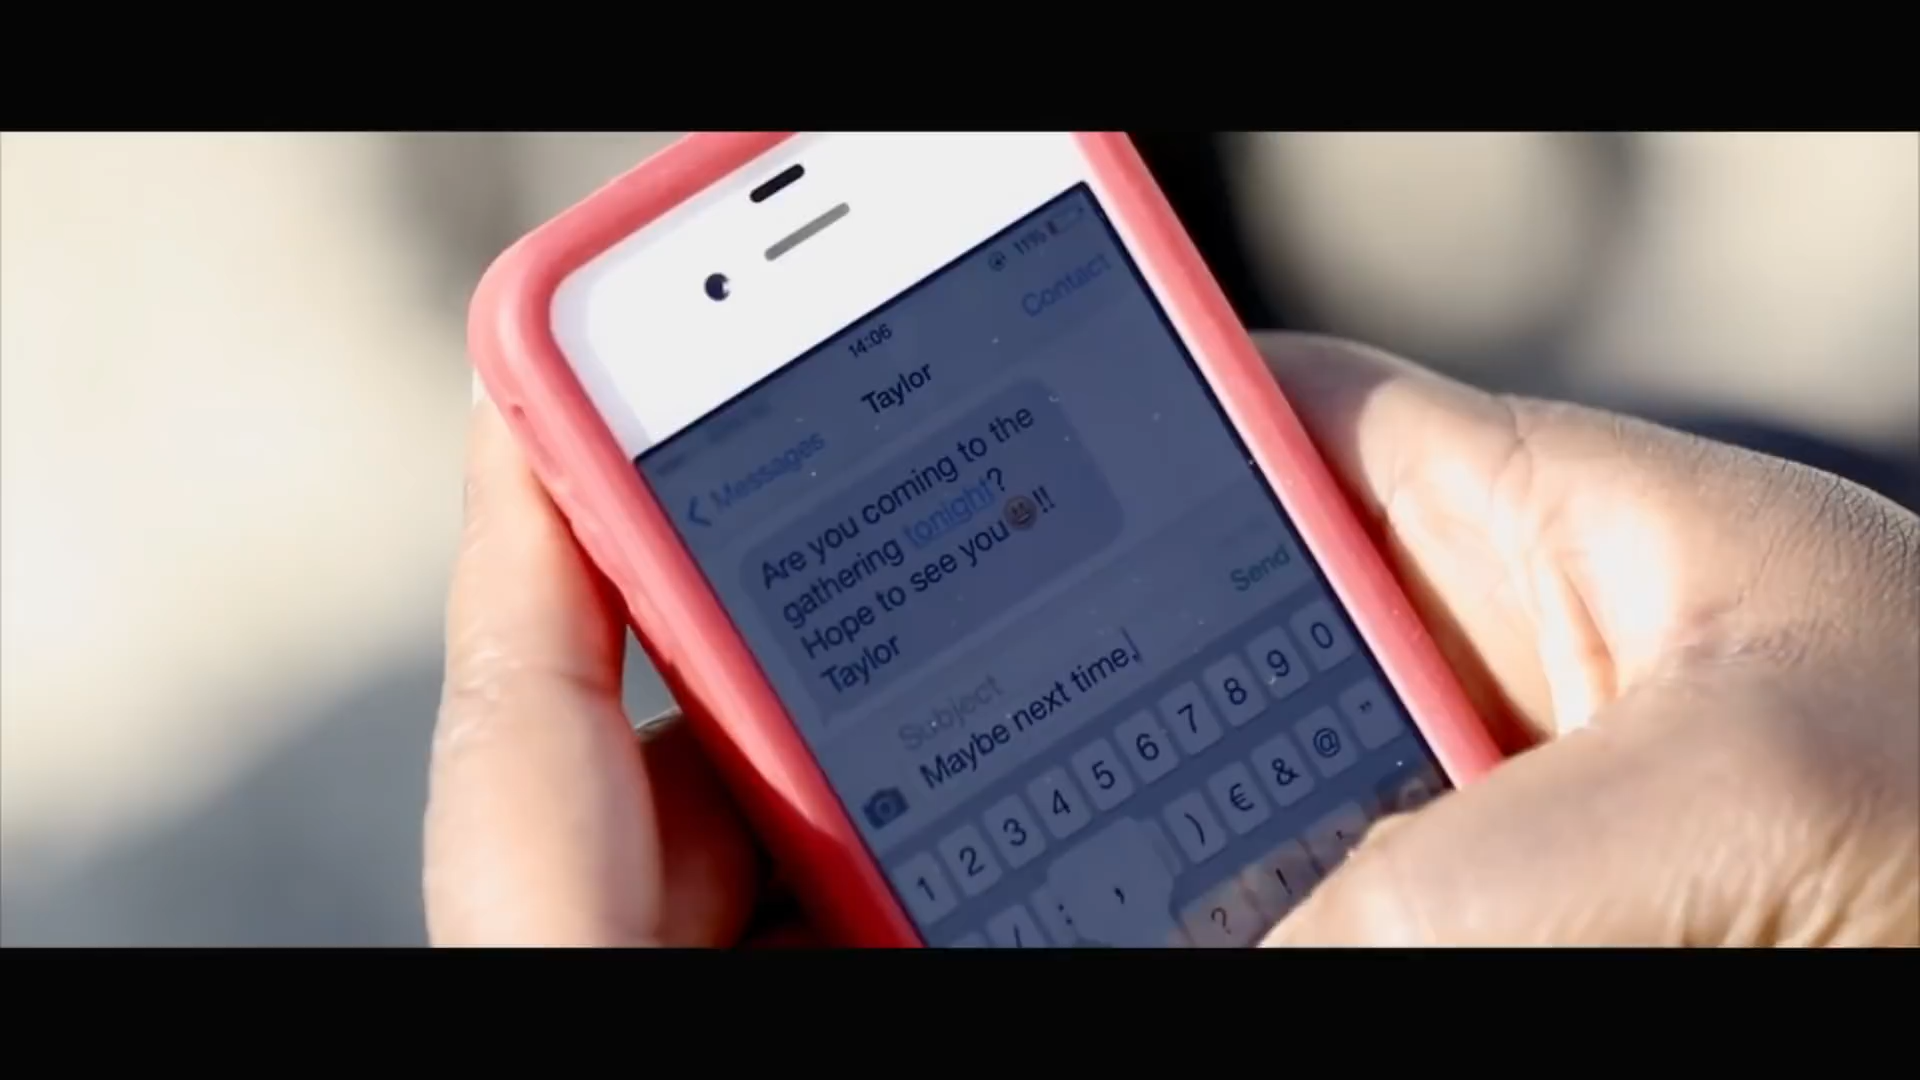 11%
14:06
Messages
Taylor
Contact
Are you coming to the
gathering tonight?
Hope to see you😀!!
Taylor
Subject
Maybe next time.
Send
1 2 3 4 5 6 7 8 9 0
/ : ) € & @ "
,
? !